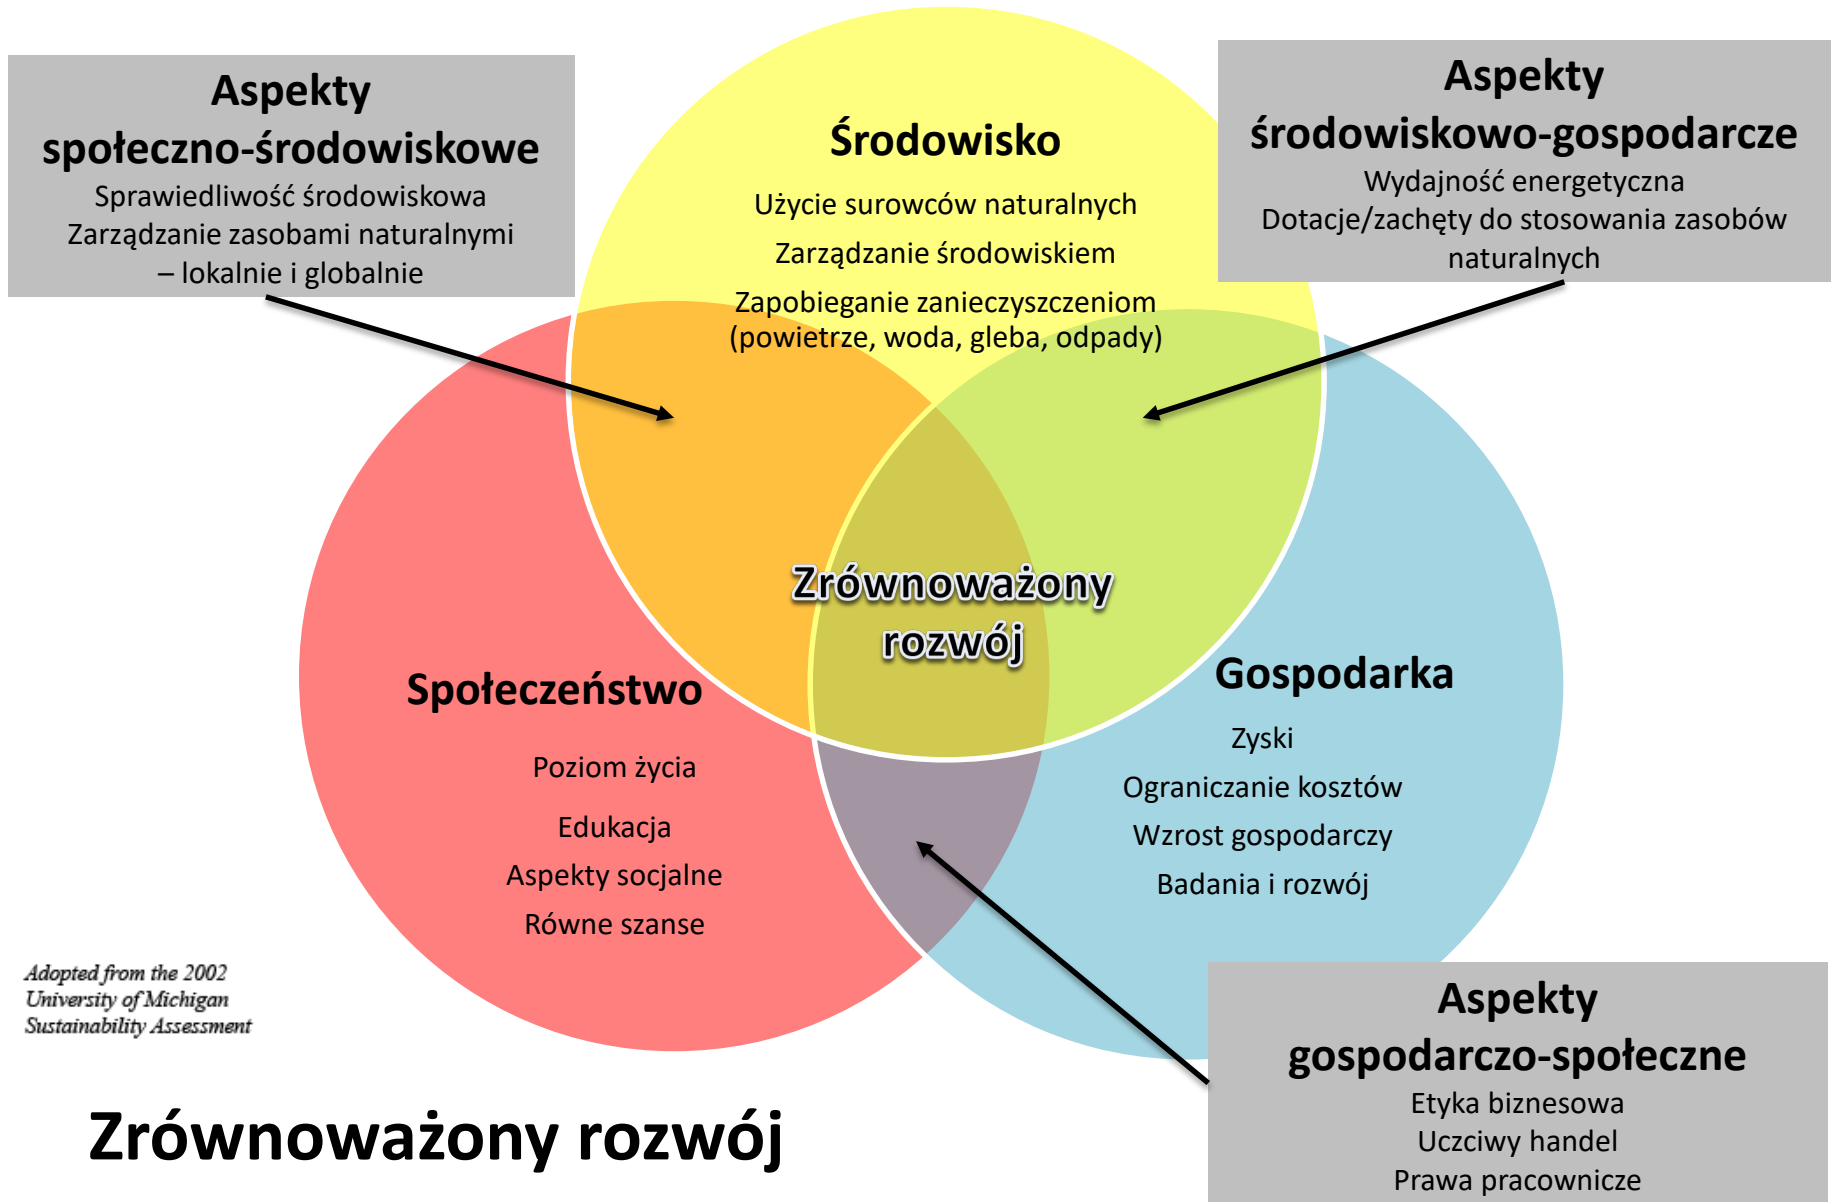 Aspekty
społeczno-środowiskowe
Sprawiedliwość środowiskowa
Zarządzanie zasobami naturalnymi
– lokalnie i globalnie
Środowisko
Użycie surowców naturalnych
Zarządzanie środowiskiem
Zapobieganie zanieczyszczeniom
(powietrze, woda, gleba, odpady)
Aspekty
środowiskowo-gospodarcze
Wydajność energetyczna
Dotacje/zachęty do stosowania zasobów
naturalnych
Zrównoważony
rozwój
Społeczeństwo
Poziom życia
Edukacja
Aspekty socjalne
Równe szanse
Gospodarka
Zyski
Ograniczanie kosztów
Wzrost gospodarczy
Badania i rozwój
Adopted from the 2002
University of Michigan
Sustainability Assessment
Aspekty
gospodarczo-społeczne
Etyka biznesowa
Uczciwy handel
Prawa pracownicze
Zrównoważony rozwój